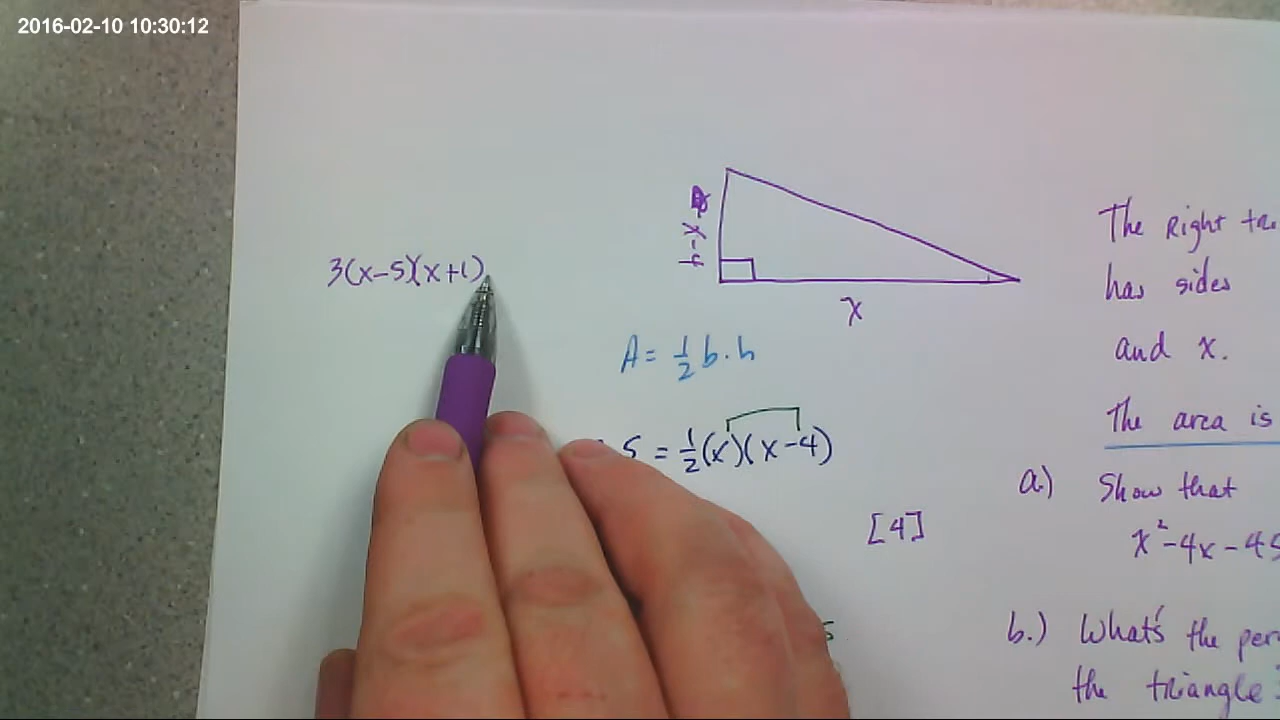 2016-02-10 10:30:12
3(x-5)(x+1)
x-4
x
A = 1/2 b.h
5 = 1/2(x)(x-4)
[4]
The Right
has sides
and x.
The area is
a.) Show that
x²-4x-4
b.) What's the
the triangle